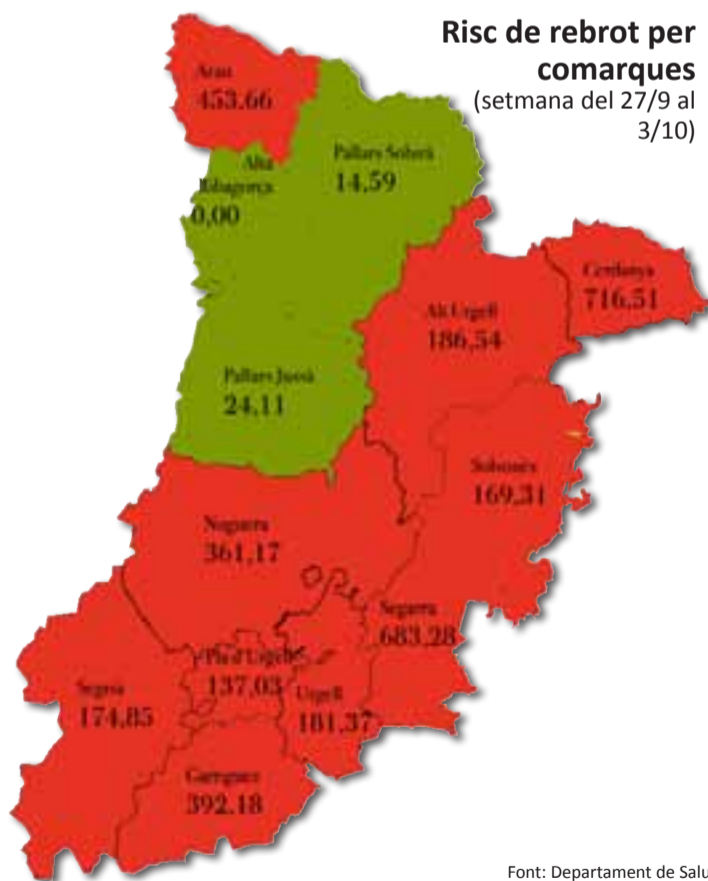 Risc de rebrot per
comarques
(setmana del 27/9 al
3/10)
Aran
453,66
Pallars Sobirà
14,59
Alta
Ribagorça
0,00
Cerdanya
716,51
Alt Urgell
186,54
Pallars Jussà
24,11
Solsonès
169,31
Noguera
361,17
Segarra
683,28
Pla d'Urgell
137,03
Urgell
181,37
Segrià
174,85
Garrigues
392,18
Font: Departament de Salu